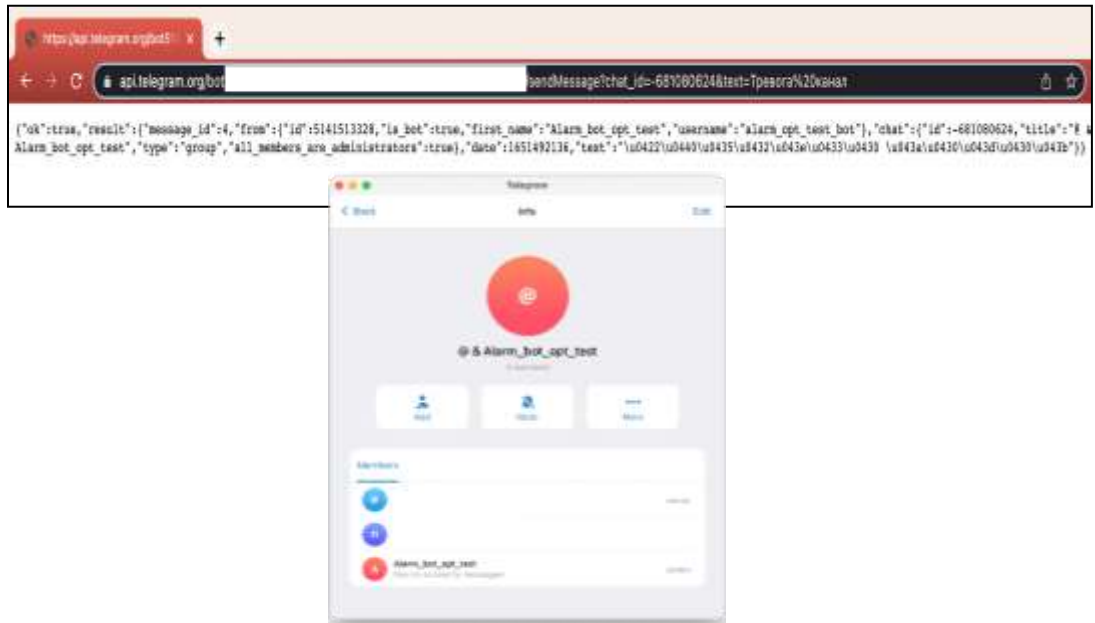 https://api.telegram.org/bot5
api.telegram.org/bot /sendMessage?chat_id=-681080624&text=Тревога%20канал
{"ok":true,"result":{"message_id":4,"from":{"id":5141513328,"is_bot":true,"first_name":"Alarm_bot_opt_test","username":"alarm_opt_test_bot"},"chat":{"id":-681080624,"title":"@ &
Alarm_bot_opt_test","type":"group","all_members_are_administrators":true},"date":1651492136,"text":"\u0422\u0440\u0435\u0432\u043e\u0433\u0430 \u043a\u0430\u043d\u0430\u043b"}}
Telegram
Back Info Edit
@
@ & Alarm_bot_opt_test
Add Mute More
Members
A Alarm_bot_opt_test